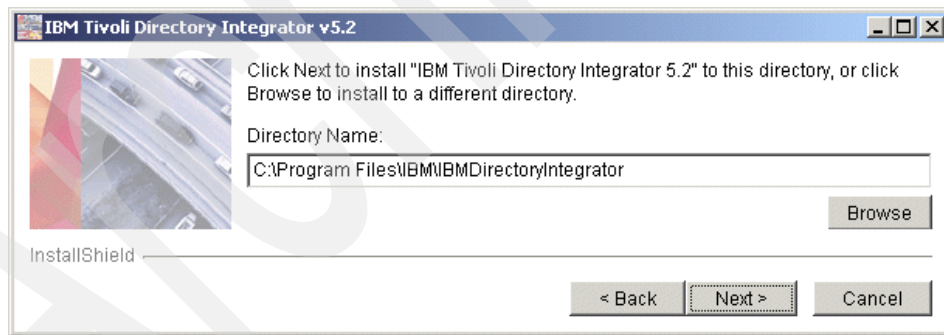 IBM Tivoli Directory Integrator v5.2
Click Next to install "IBM Tivoli Directory Integrator 5.2" to this directory, or click
Browse to install to a different directory.
Directory Name:
C:\Program Files\IBM\IBMDirectoryIntegrator
Browse
InstallShield
< Back
Next >
Cancel